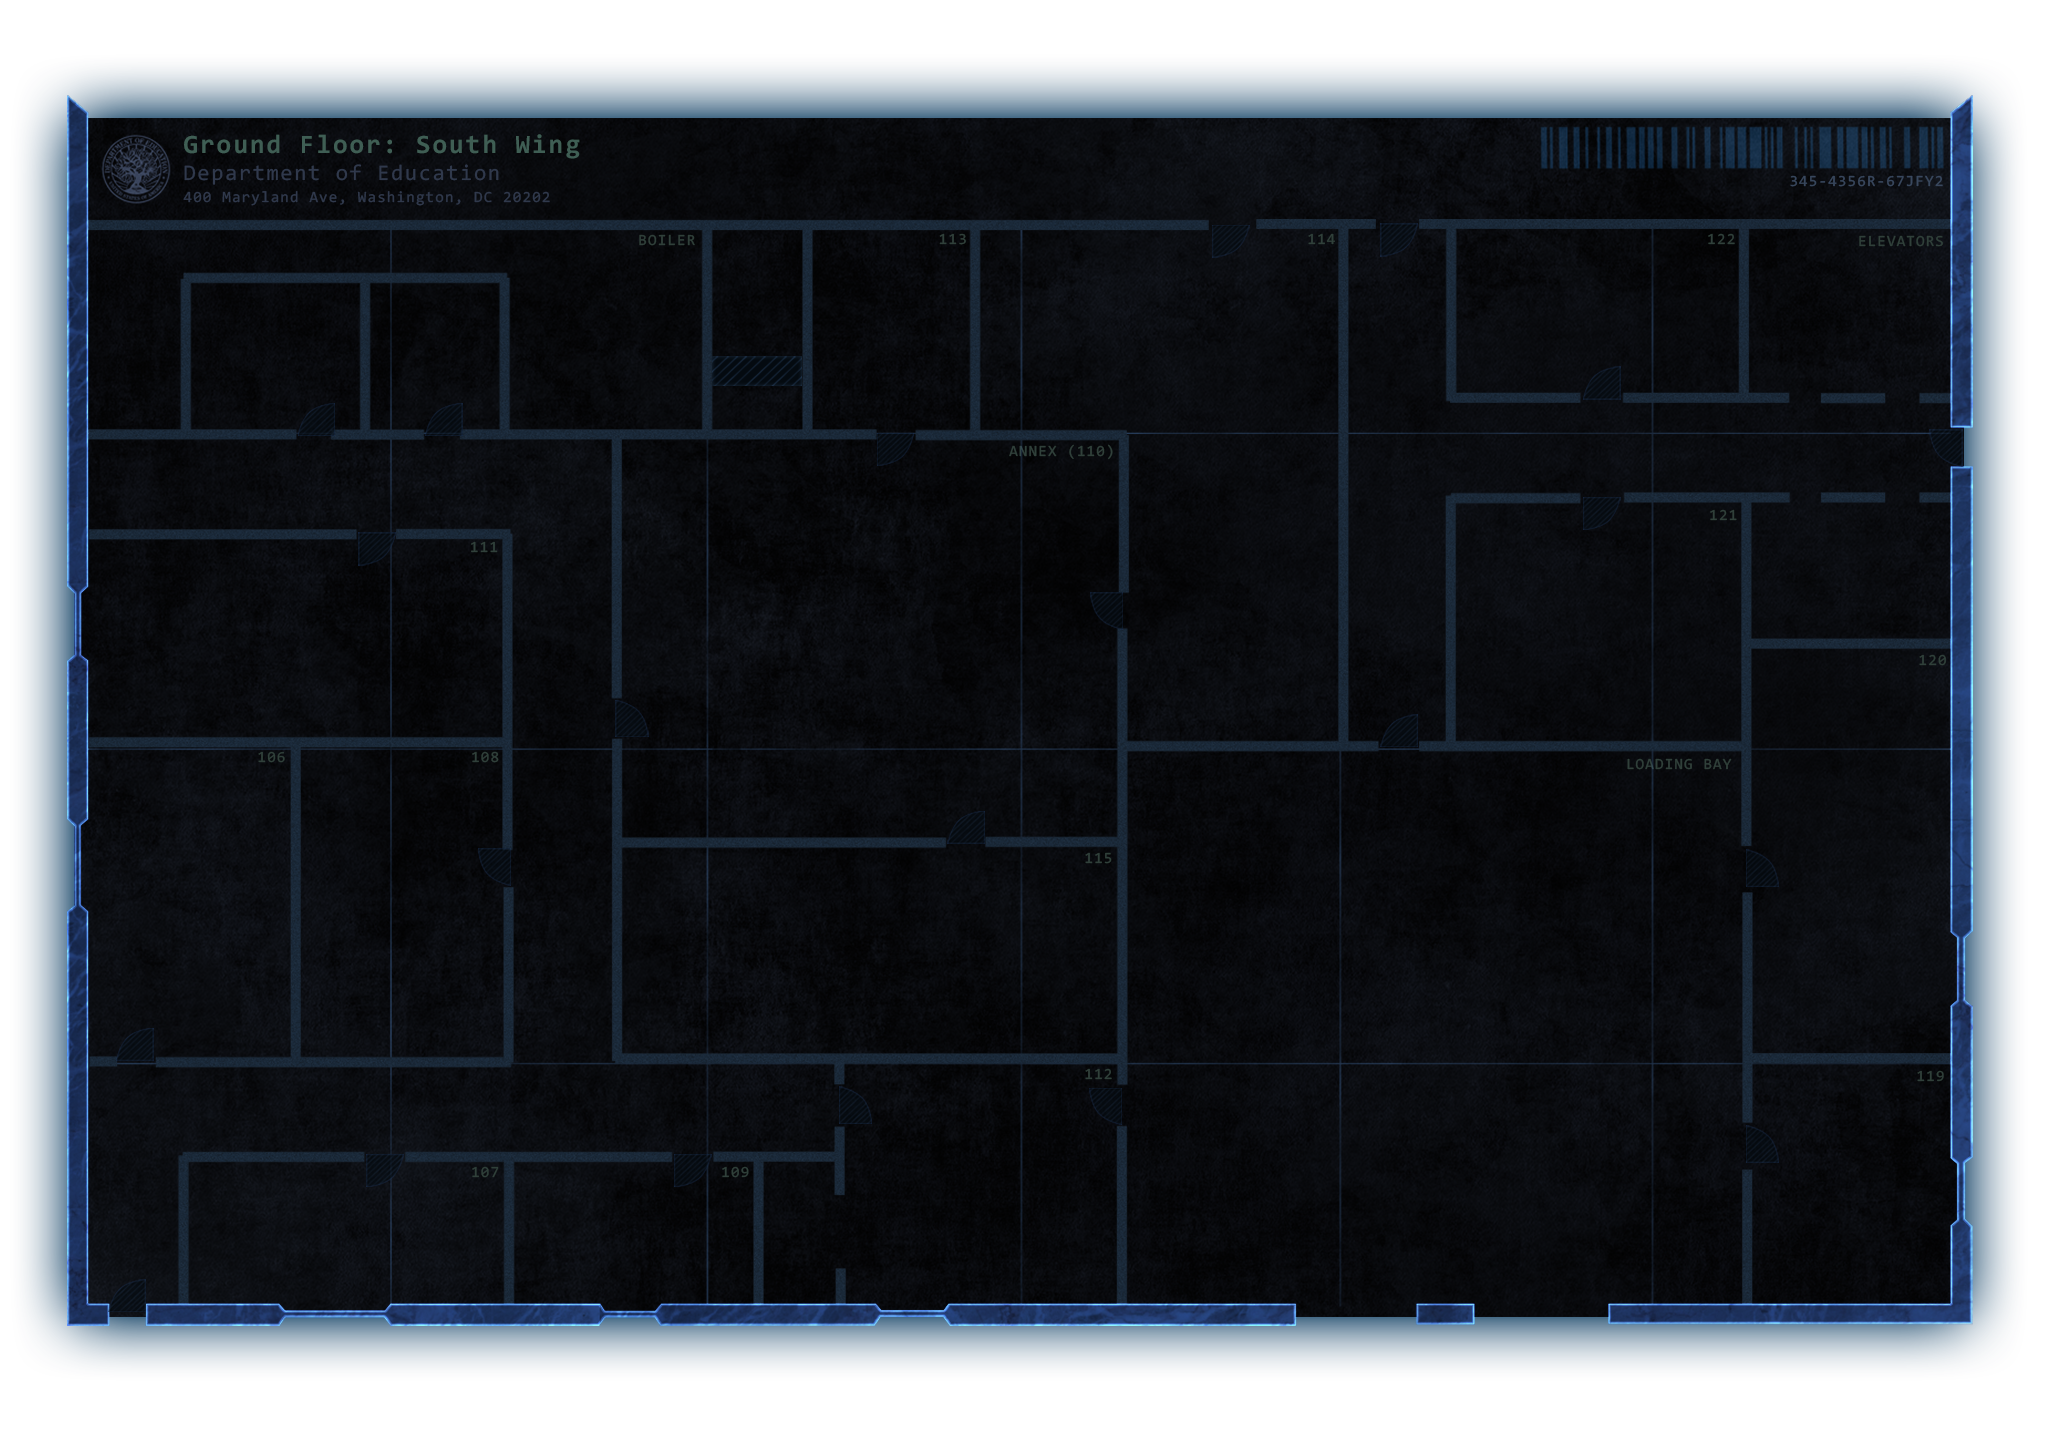 Ground Floor: South Wing
Department of Education
400 Maryland Ave, Washington, DC 20202
345-4356R-67JFY2
BOILER
113
114
122
ELEVATORS
ANNEX (110)
121
111
120
106
108
LOADING BAY
115
112
119
107
109